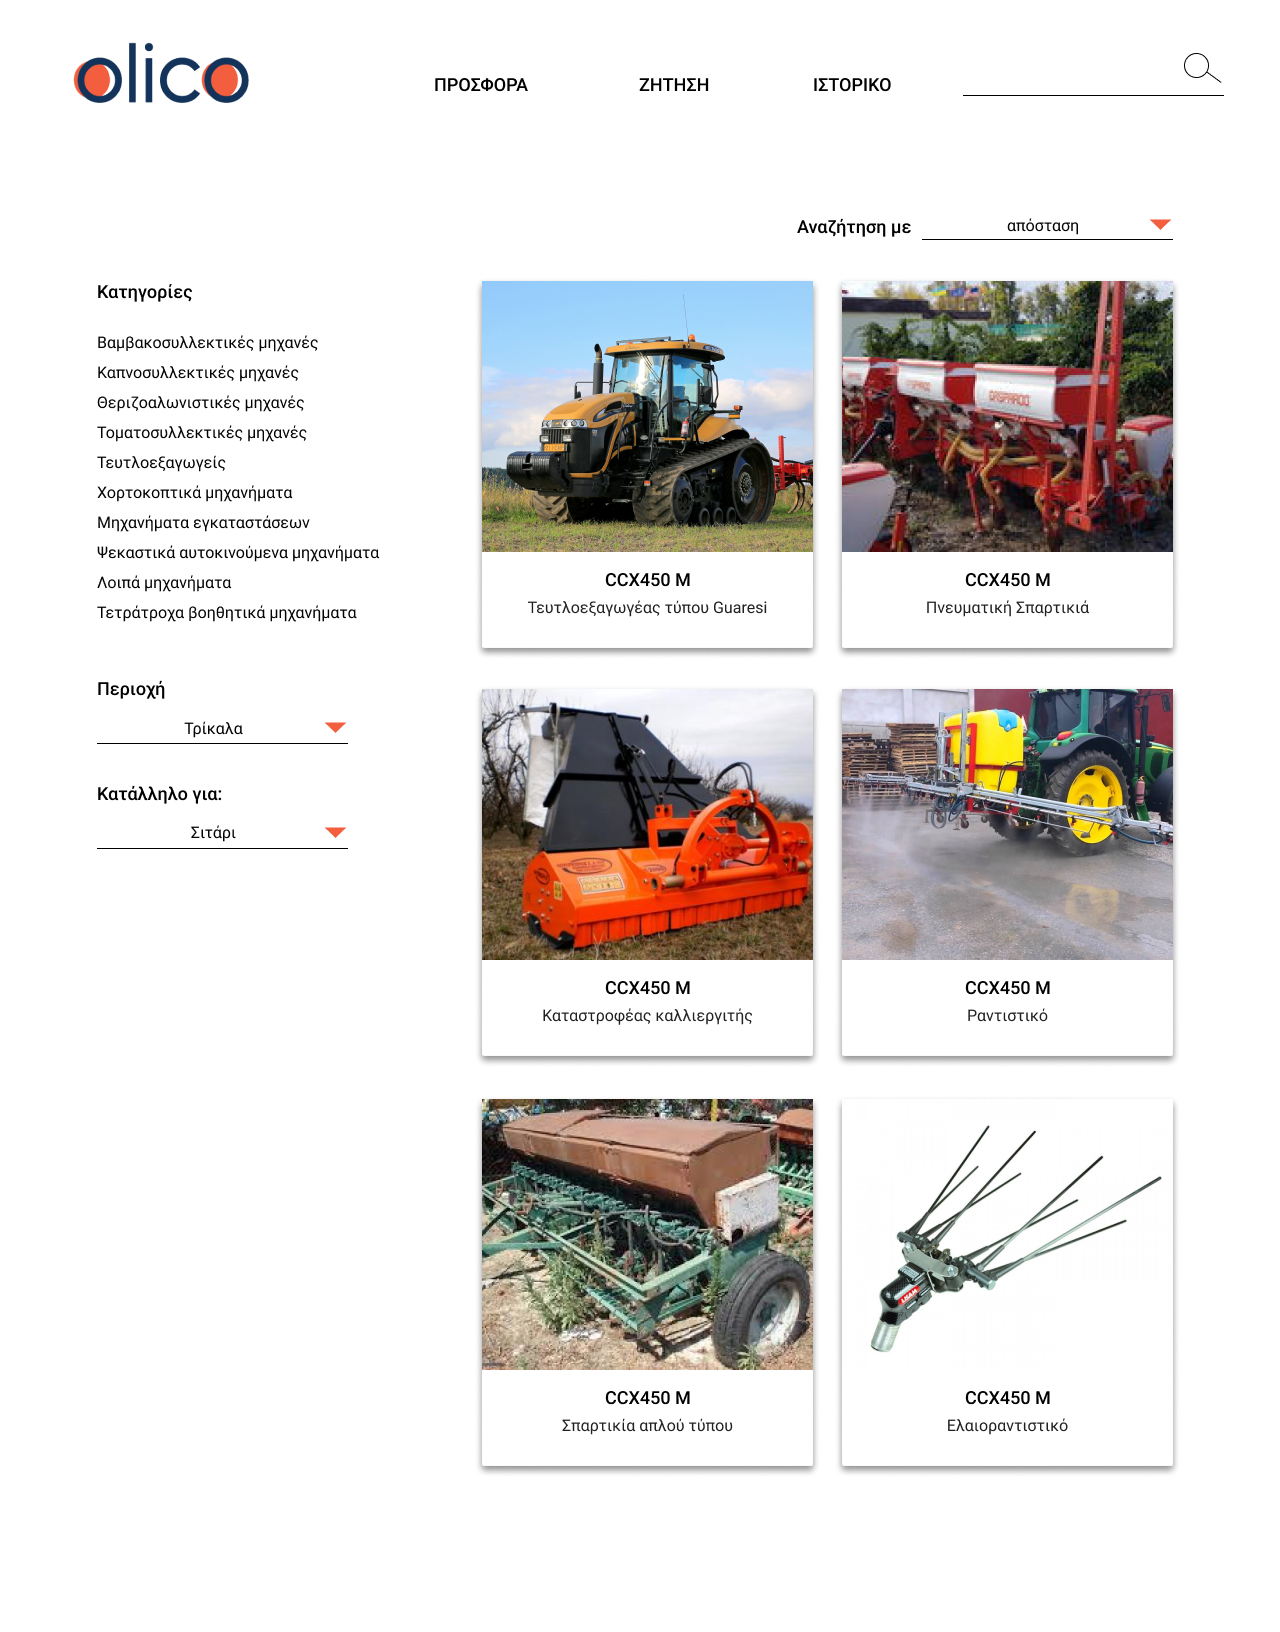 olico
ΠΡΟΣΦΟΡΑ
ΖΗΤΗΣΗ
ΙΣΤΟΡΙΚΟ
Αναζήτηση με
απόσταση
Κατηγορίες
Βαμβακοσυλλεκτικές μηχανές
Καπνοσυλλεκτικές μηχανές
Θεριζοαλωνιστικές μηχανές
Τοματοσυλλεκτικές μηχανές
Τευτλοεξαγωγείς
Χορτοκοπτικά μηχανήματα
Μηχανήματα εγκαταστάσεων
Ψεκαστικά αυτοκινούμενα μηχανήματα
Λοιπά μηχανήματα
Τετράτροχα βοηθητικά μηχανήματα
Περιοχή
Τρίκαλα
Κατάλληλο για:
Σιτάρι
CCX450 M
Τευτλοεξαγωγέας τύπου Guaresi
GASPARDO
CCX450 M
Πνευματική Σπαρτικιά
CCX450 M
Καταστροφέας καλλιεργιτής
CCX450 M
Ραντιστικό
CCX450 M
Σπαρτικία απλού τύπου
CCX450 M
Ελαιοραντιστικό